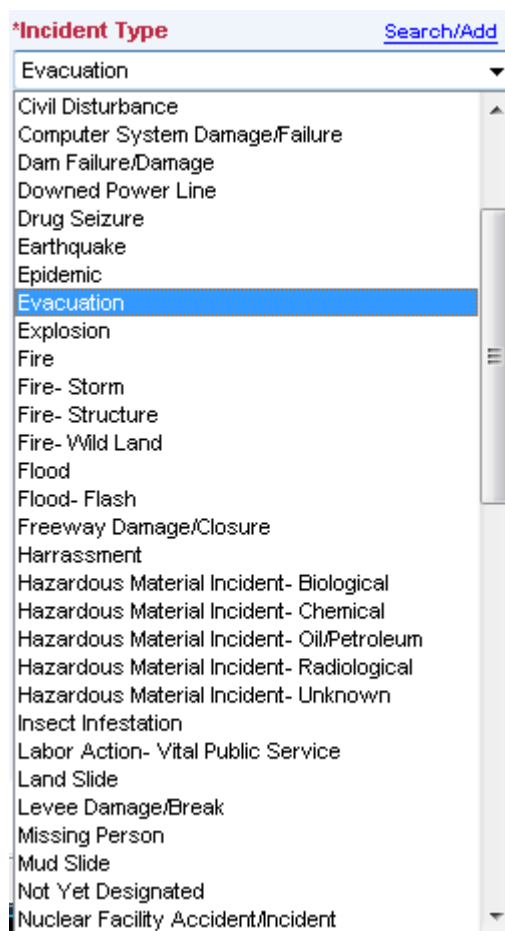 *Incident Type Search/Add
Evacuation
Civil Disturbance
Computer System Damage/Failure
Dam Failure/Damage
Downed Power Line
Drug Seizure
Earthquake
Epidemic
Evacuation
Explosion
Fire
Fire- Storm
Fire- Structure
Fire- Wild Land
Flood
Flood- Flash
Freeway Damage/Closure
Harrassment
Hazardous Material Incident- Biological
Hazardous Material Incident- Chemical
Hazardous Material Incident- Oil/Petroleum
Hazardous Material Incident- Radiological
Hazardous Material Incident- Unknown
Insect Infestation
Labor Action- Vital Public Service
Land Slide
Levee Damage/Break
Missing Person
Mud Slide
Not Yet Designated
Nuclear Facility Accident/Incident